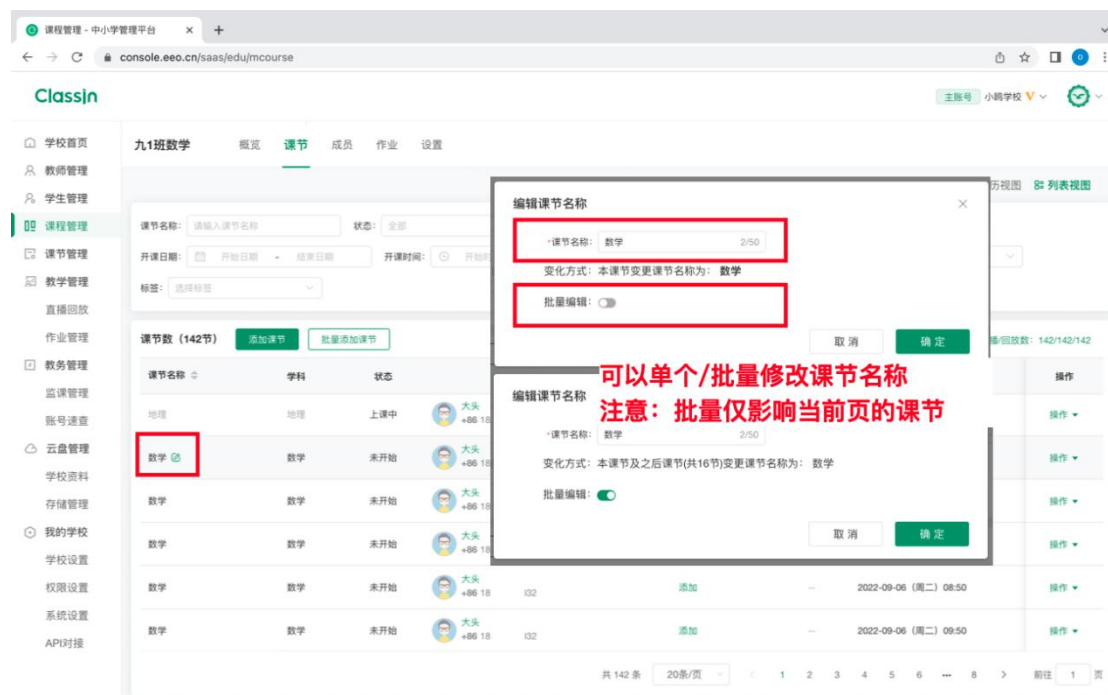 课程管理 - 中小学管理平台
console.eeo.cn/saas/edu/mcourse
ClassIn
主账号 小鸥学校
学校首页
教师管理
学生管理
课程管理
课节管理
教学管理
直播回放
作业管理
教务管理
监课管理
账号速查
云盘管理
学校资料
存储管理
我的学校
学校设置
权限设置
系统设置
API对接
九1班数学 概览 课节 成员 作业 设置
历视图 列表视图
课节名称: 请输入课节名称 状态: 全部
开课日期: 开始日期 - 结束日期 开课时间: 开始时
标签: 选择标签
课节数（142节） 添加课节 批量添加课节 播/回放数: 142/142/142
课节名称 学科 状态 操作
地理 地理 上课中 大头 +86 18 操作
数学 数学 未开始 大头 +86 18 操作
数学 数学 未开始 大头 +86 18 操作
数学 数学 未开始 大头 +86 18 操作
数学 数学 未开始 大头 +86 18 i32 添加 -- 2022-09-06（周二）08:50 操作
数学 数学 未开始 大头 +86 18 i32 添加 -- 2022-09-06（周二）09:50 操作
共 142 条 20条/页 1 2 3 4 5 6 ••• 8 前往 1 页
编辑课节名称
*课节名称: 数学 2/50
变化方式: 本课节变更课节名称为: 数学
批量编辑:
取消 确定
可以单个/批量修改课节名称
注意：批量仅影响当前页的课节
编辑课节名称
*课节名称: 数学 2/50
变化方式: 本课节及之后课节(共16节)变更课节名称为: 数学
批量编辑:
取消 确定